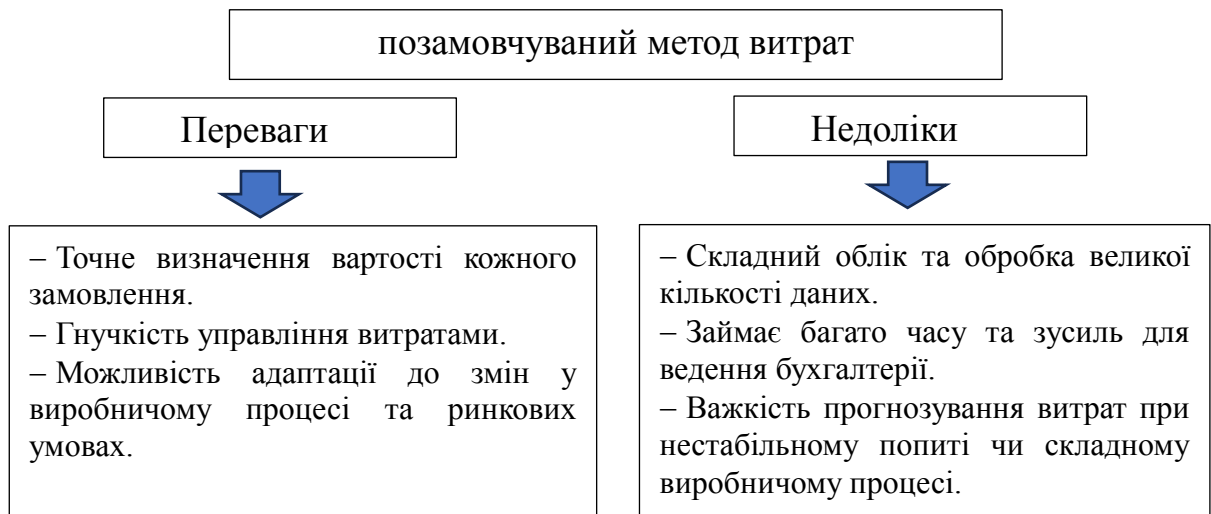 позамовчуваний метод витрат
Переваги
Недоліки
– Точне визначення вартості кожного
замовлення.
– Гнучкість управління витратами.
– Можливість адаптації до змін у
виробничому процесі та ринкових
умовах.
– Складний облік та обробка великої
кількості даних.
– Займає багато часу та зусиль для
ведення бухгалтерії.
– Важкість прогнозування витрат при
нестабільному попиті чи складному
виробничому процесі.